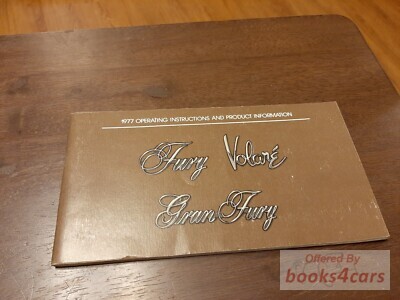 1977 OPERATING INSTRUCTIONS AND PRODUCT INFORMATION
Fury Volaré
Gran Fury
Offered By
books4cars